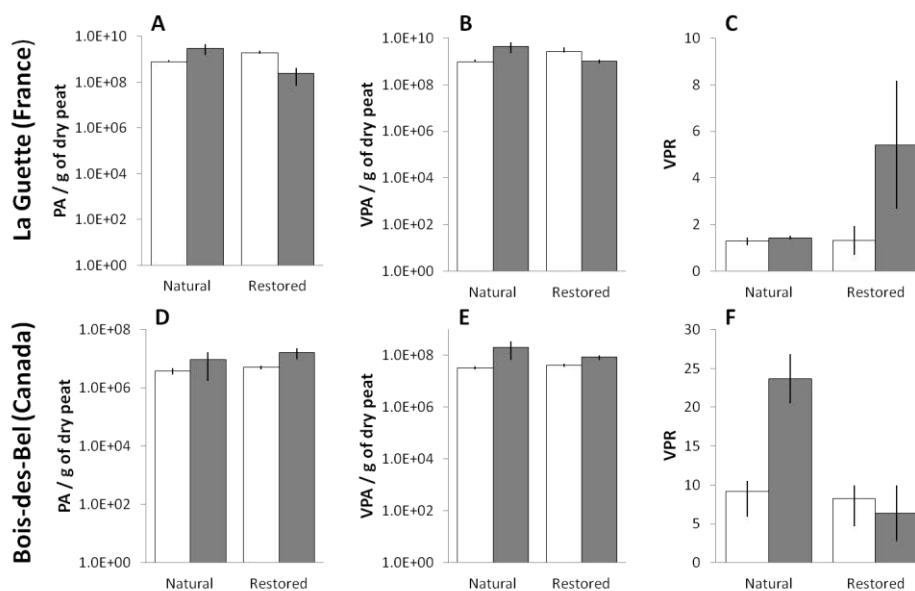 La Guette (France)
A
PA / g of dry peat
1.0E+10
1.0E+08
1.0E+06
1.0E+04
1.0E+02
1.0E+00
Natural Restored
B
VPA / g of dry peat
1.0E+10
1.0E+08
1.0E+06
1.0E+04
1.0E+02
1.0E+00
Natural Restored
C
VPR
10
8
6
4
2
0
Natural Restored
Bois-des-Bel (Canada)
D
PA / g of dry peat
1.0E+08
1.0E+06
1.0E+04
1.0E+02
1.0E+00
Natural Restored
E
VPA / g of dry peat
1.0E+08
1.0E+06
1.0E+04
1.0E+02
1.0E+00
Natural Restored
F
VPR
30
25
20
15
10
5
0
Natural Restored